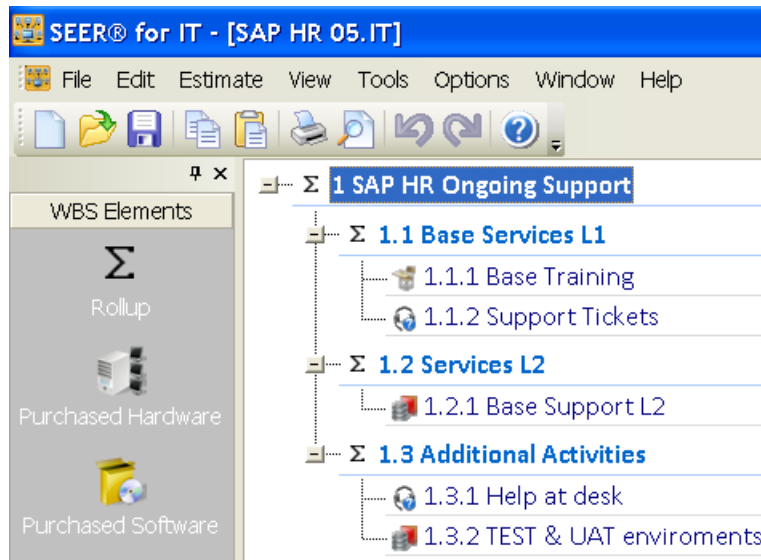 SEER® for IT - [SAP HR 05.IT]
File Edit Estimate View Tools Options Window Help
WBS Elements
Rollup
Purchased Hardware
Purchased Software
Σ 1 SAP HR Ongoing Support
Σ 1.1 Base Services L1
1.1.1 Base Training
1.1.2 Support Tickets
Σ 1.2 Services L2
1.2.1 Base Support L2
Σ 1.3 Additional Activities
1.3.1 Help at desk
1.3.2 TEST & UAT enviroments